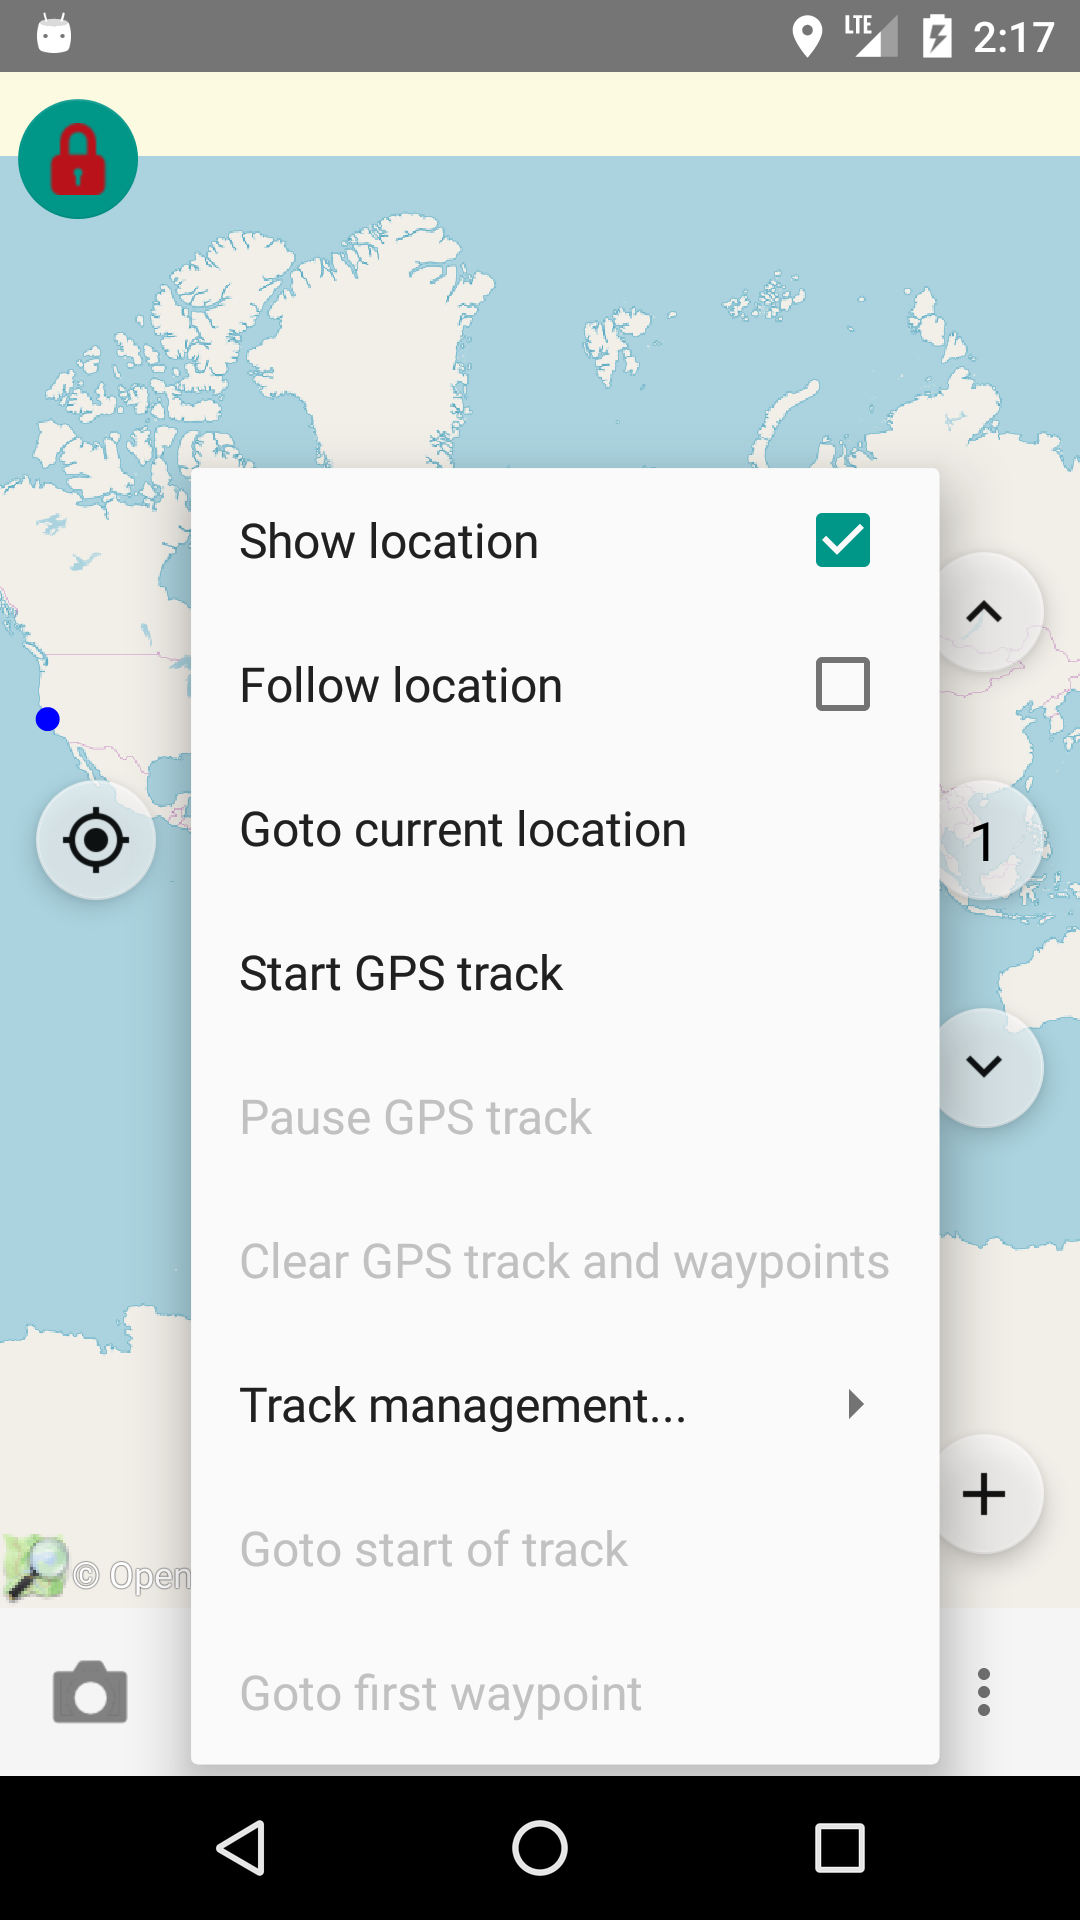 LTE 2:17
Show location
Follow location
Goto current location
1
Start GPS track
Pause GPS track
Clear GPS track and waypoints
Track management...
Goto start of track
© Open
Goto first waypoint